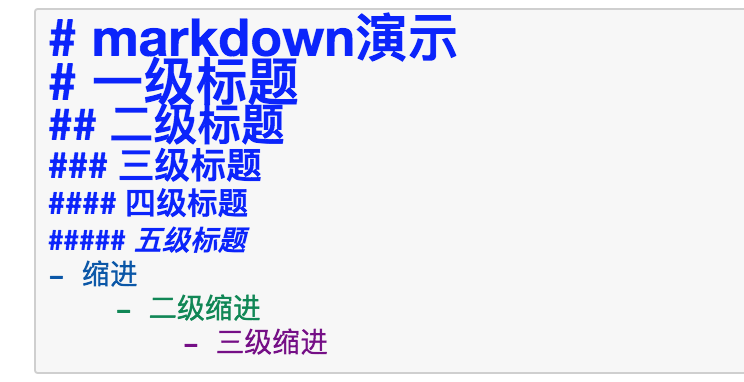 # markdown演示
# 一级标题
## 二级标题
### 三级标题
#### 四级标题
##### 五级标题
- 缩进
- 二级缩进
- 三级缩进